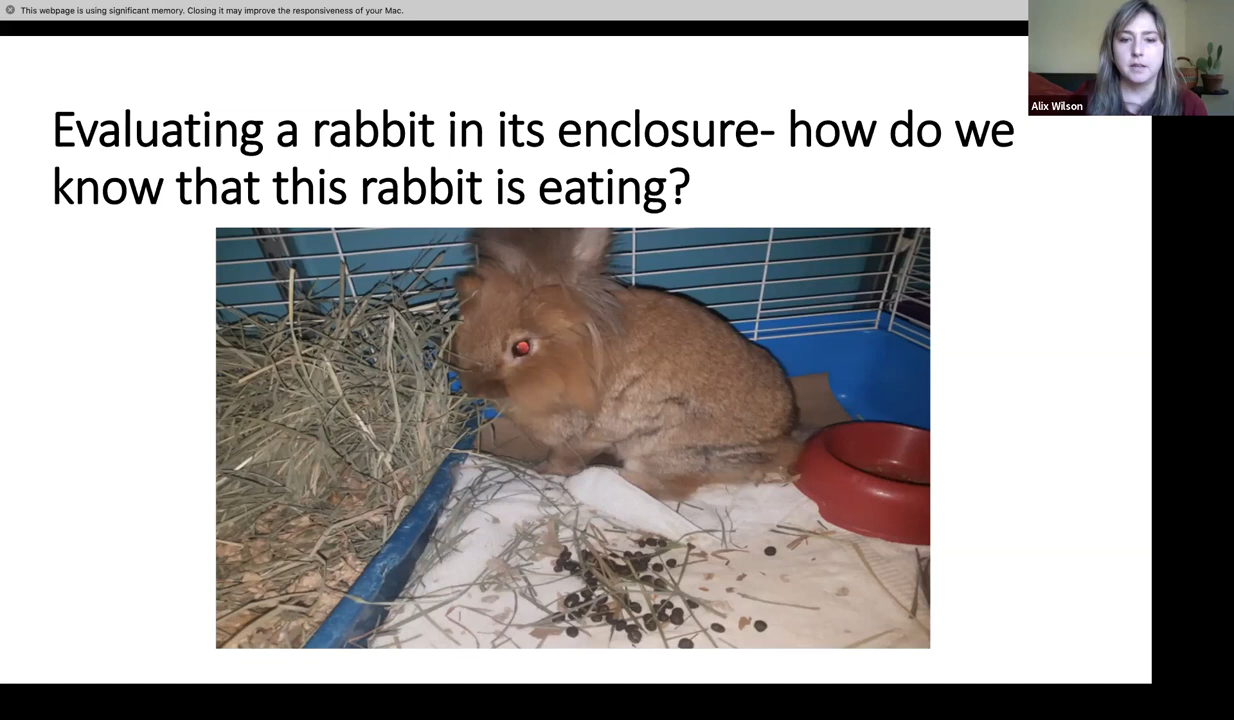 This webpage is using significant memory. Closing it may improve the responsiveness of your Mac.
Alix Wilson
Evaluating a rabbit in its enclosure- how do we
know that this rabbit is eating?